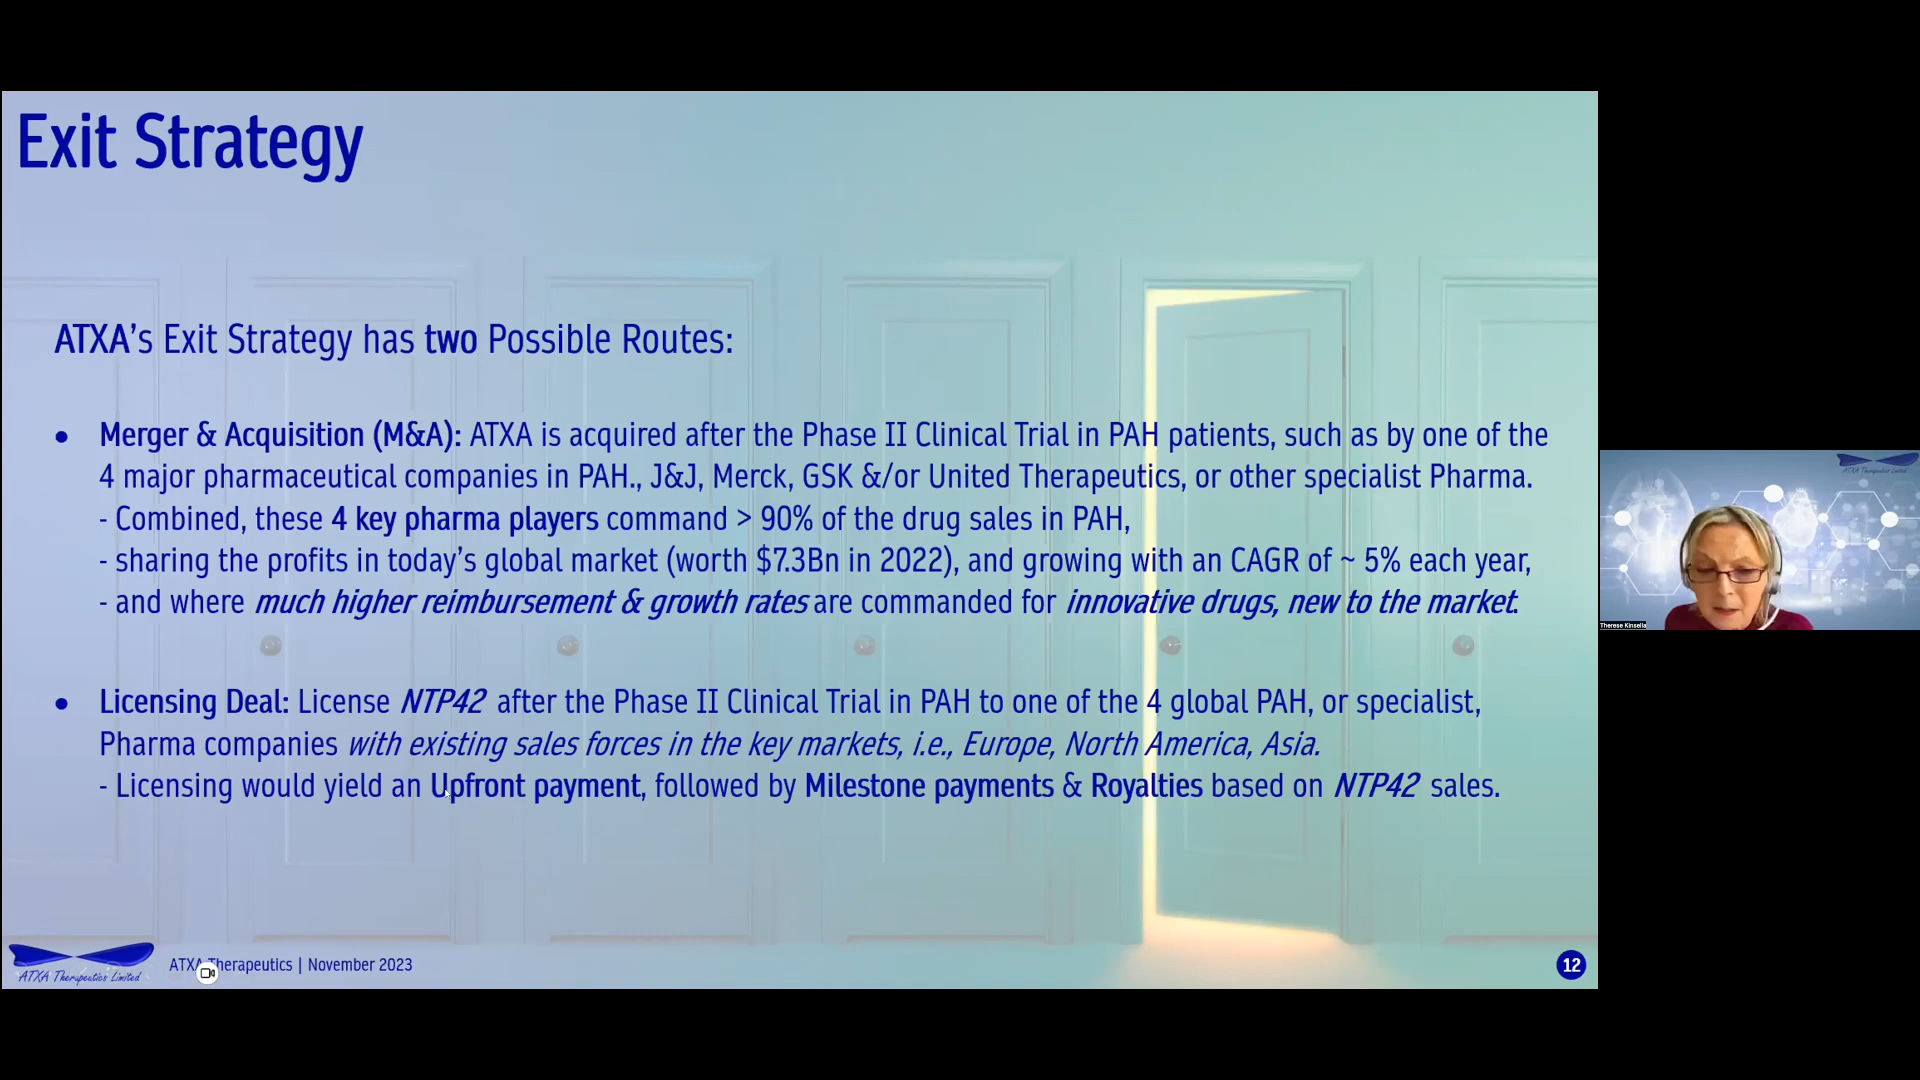 Exit Strategy
ATXA's Exit Strategy has two Possible Routes:
• Merger & Acquisition (M&A): ATXA is acquired after the Phase II Clinical Trial in PAH patients, such as by one of the
4 major pharmaceutical companies in PAH., J&J, Merck, GSK &/or United Therapeutics, or other specialist Pharma.
- Combined, these 4 key pharma players command > 90% of the drug sales in PAH,
- sharing the profits in today's global market (worth $7.3Bn in 2022), and growing with an CAGR of ~ 5% each year,
- and where much higher reimbursement & growth rates are commanded for innovative drugs, new to the market.
• Licensing Deal: License NTP42 after the Phase II Clinical Trial in PAH to one of the 4 global PAH, or specialist,
Pharma companies with existing sales forces in the key markets, i.e., Europe, North America, Asia.
- Licensing would yield an Upfront payment, followed by Milestone payments & Royalties based on NTP42 sales.
ATXA Therapeutics Limited
ATXA Therapeutics | November 2023
12
ATXA Therapeutics Limited
Therese Kinsella